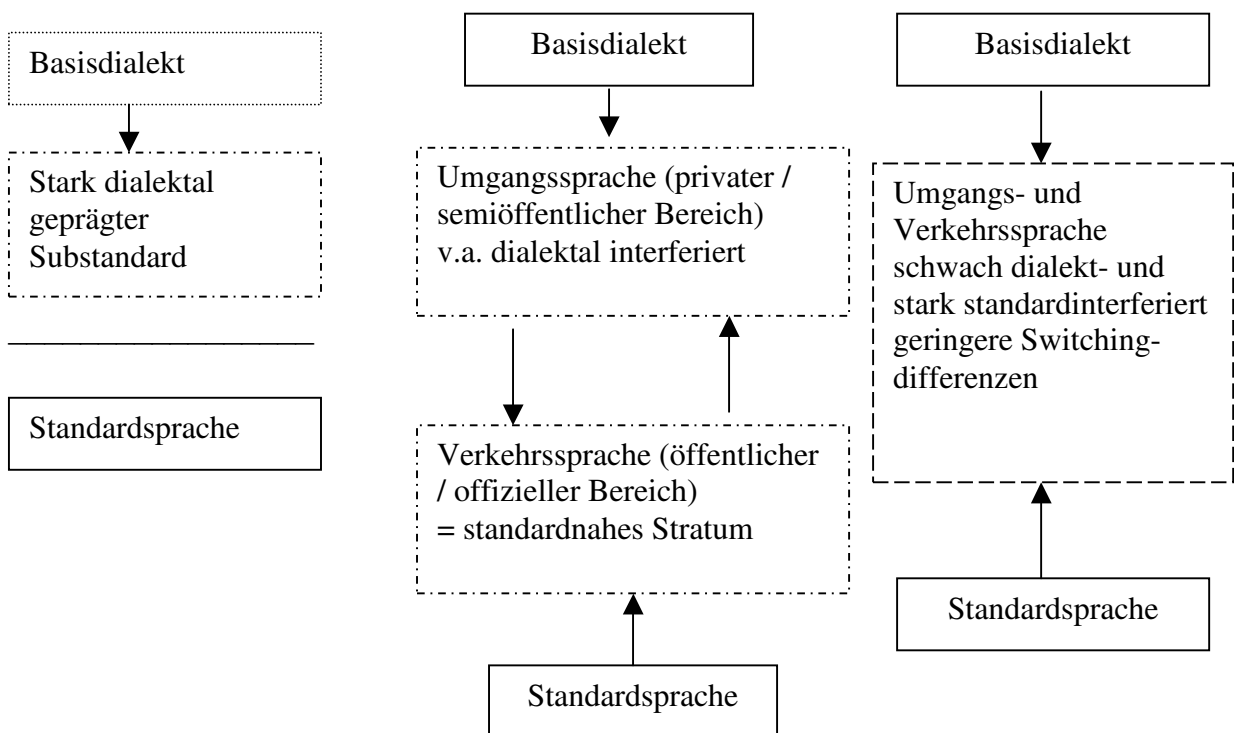 Basisdialekt
Stark dialektal
geprägter
Substandard
Standardsprache
Basisdialekt
Umgangssprache (privater /
semiöffentlicher Bereich)
v.a. dialektal interferiert
Verkehrssprache (öffentlicher
/ offizieller Bereich)
= standardnahes Stratum
Standardsprache
Basisdialekt
Umgangs- und
Verkehrssprache
schwach dialekt- und
stark standardinterferiert
geringere Switching-
differenzen
Standardsprache